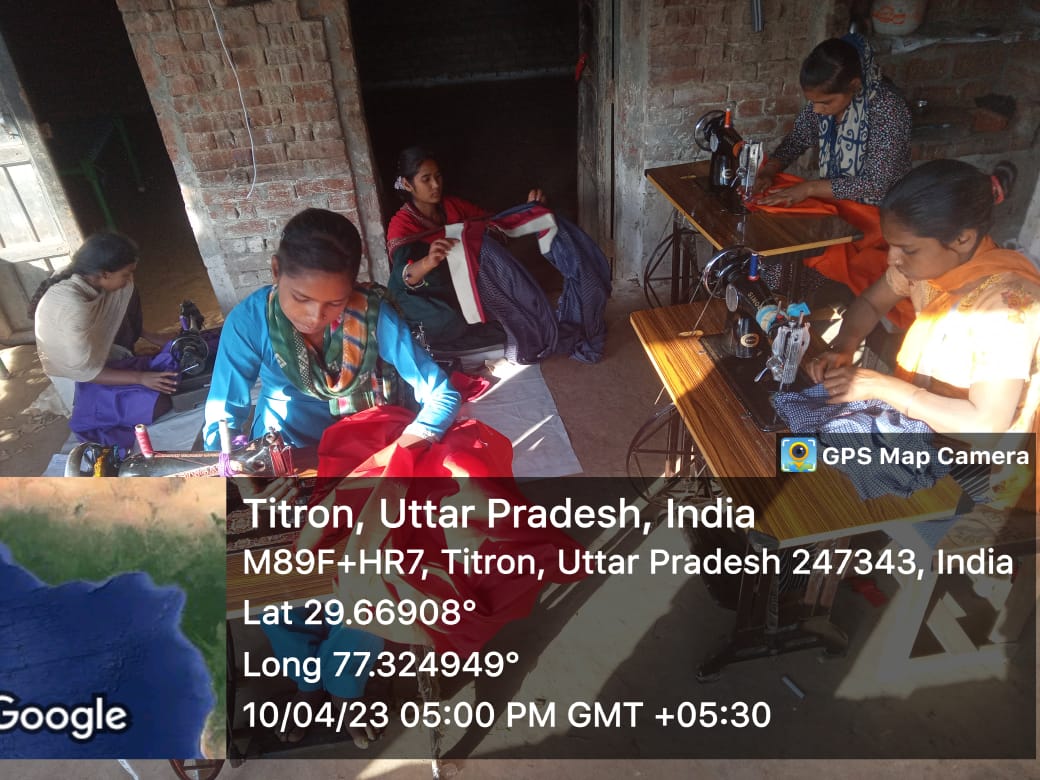 SINGER
GPS Map Camera
Titron, Uttar Pradesh, India
M89F+HR7, Titron, Uttar Pradesh 247343, India
Lat 29.66908°
Long 77.324949°
10/04/23 05:00 PM GMT +05:30
Google